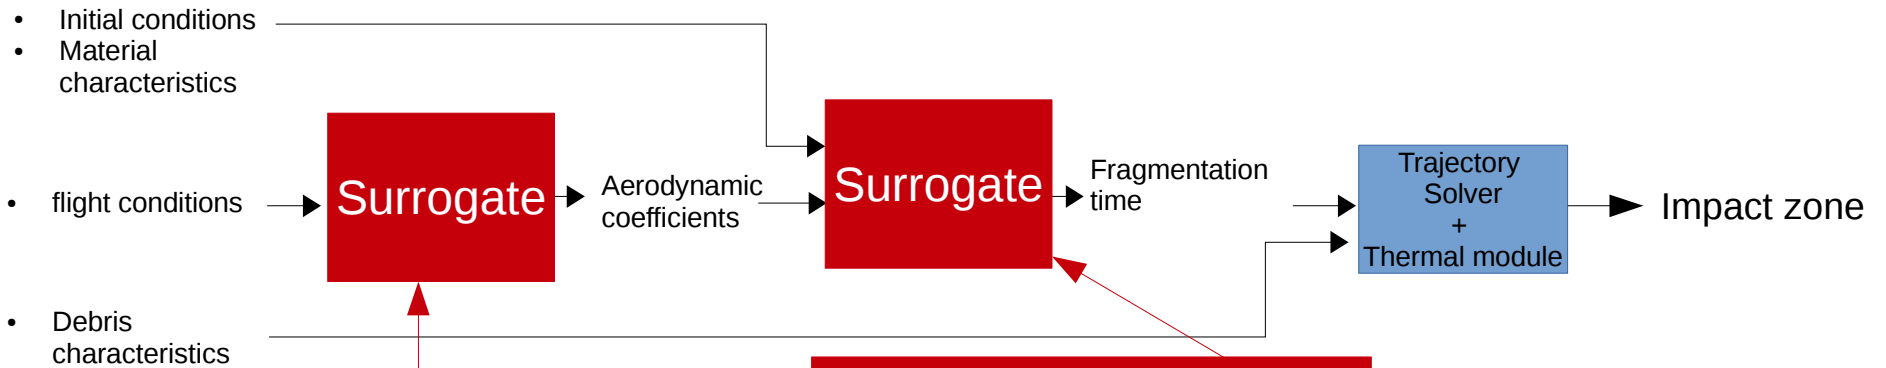 • Initial conditions
• Material
characteristics
• flight conditions
Surrogate
Aerodynamic
coefficients
Surrogate
Fragmentation
time
Trajectory
Solver
+
Thermal module
Impact zone
• Debris
characteristics